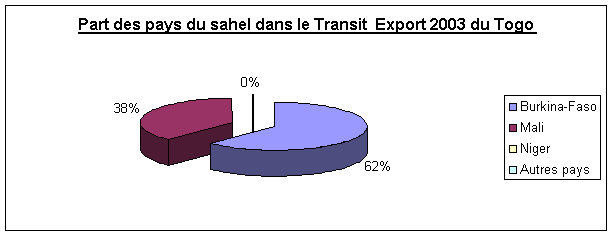 Part des pays du sahel dans le Transit Export 2003 du Togo
0%
38%
62%
Burkina-Faso
Mali
Niger
Autres pays